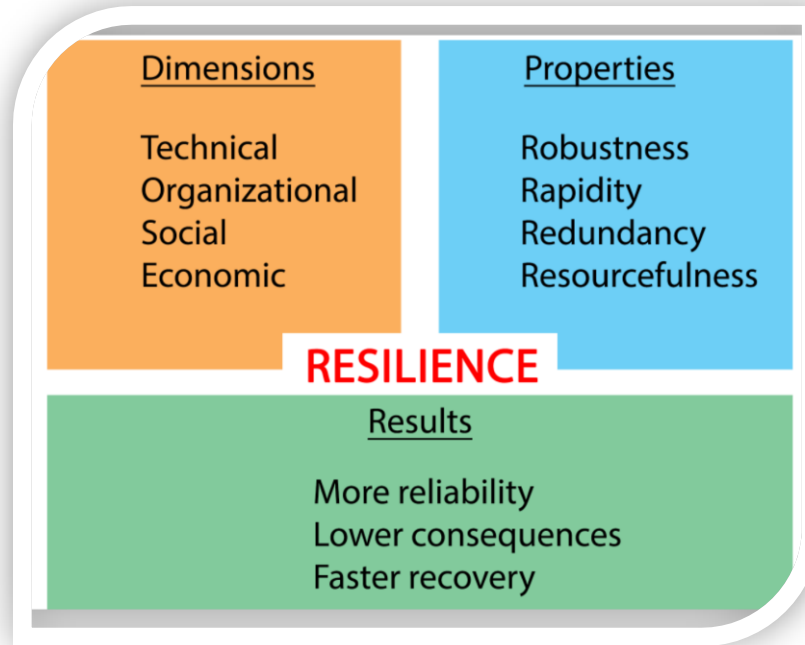 Dimensions
Technical
Organizational
Social
Economic
Properties
Robustness
Rapidity
Redundancy
Resourcefulness
RESILIENCE
Results
More reliability
Lower consequences
Faster recovery